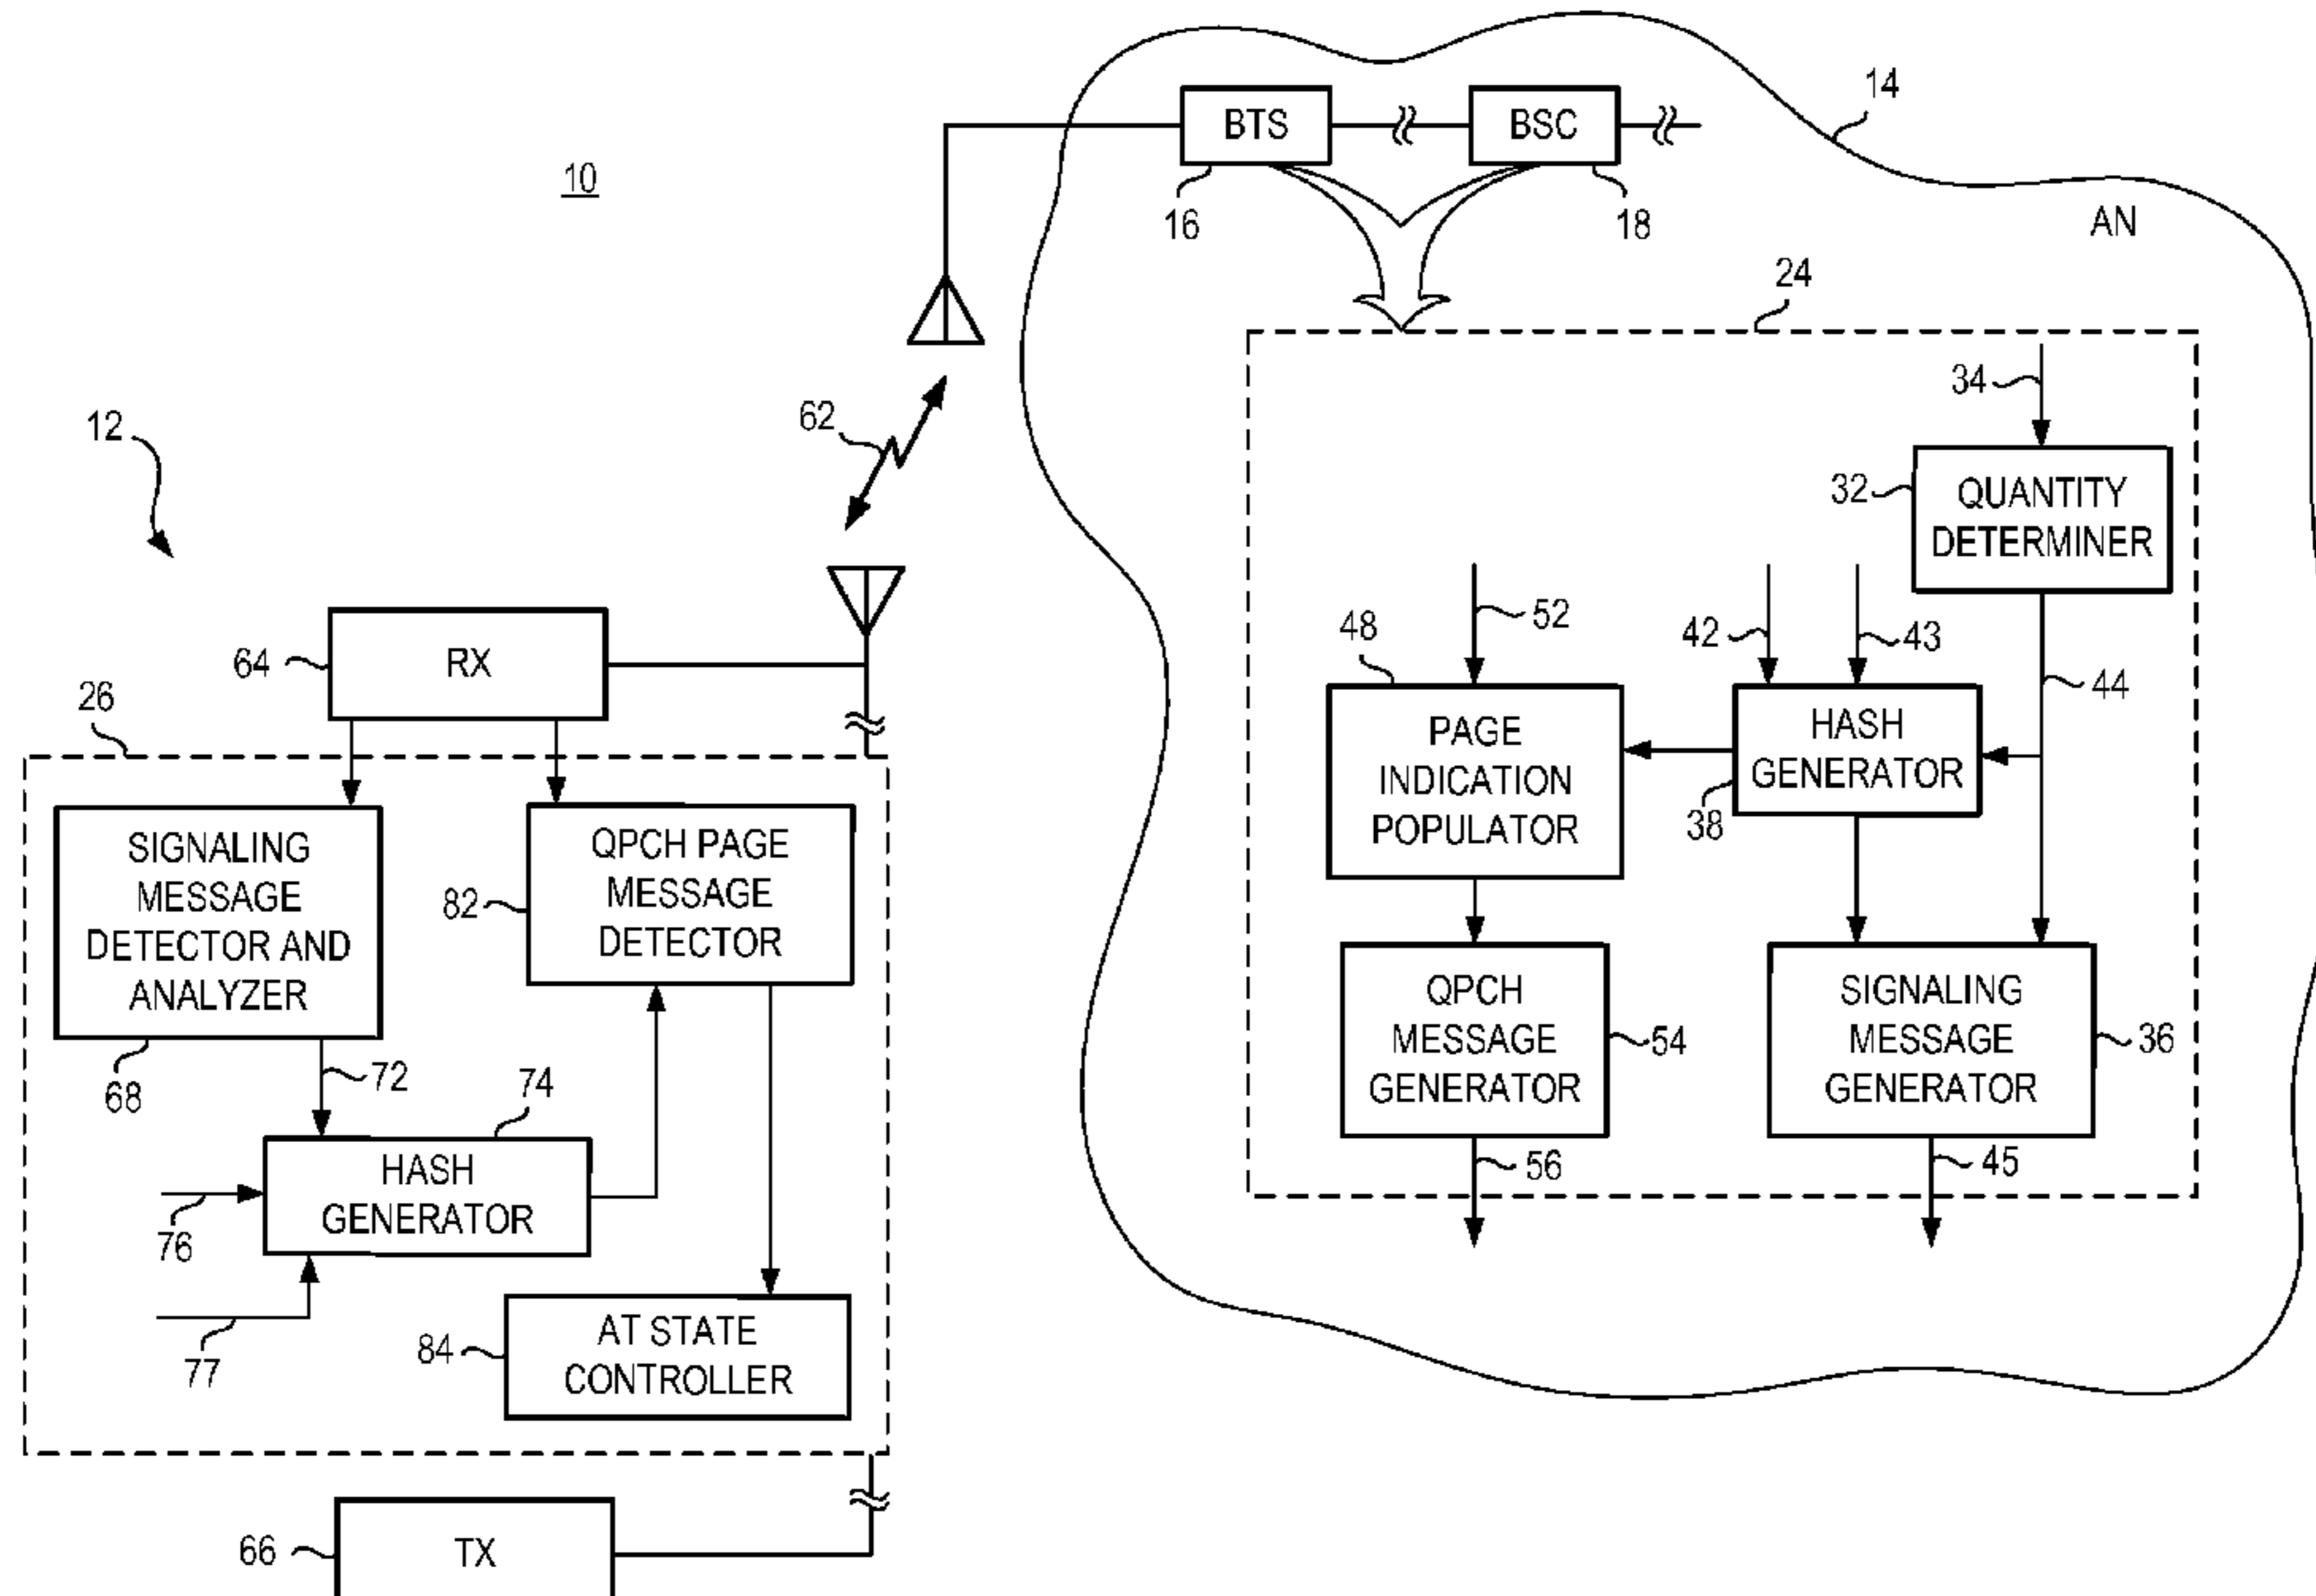 10
14
BTS
BSC
16
18
AN
24
34
12
62
32
QUANTITY
DETERMINER
52
48
42
43
44
64
RX
26
PAGE
INDICATION
POPULATOR
HASH
GENERATOR
38
SIGNALING
MESSAGE
DETECTOR AND
ANALYZER
68
82
QPCH PAGE
MESSAGE
DETECTOR
QPCH
MESSAGE
GENERATOR
54
SIGNALING
MESSAGE
GENERATOR
36
72
74
HASH
GENERATOR
76
77
56
45
84
AT STATE
CONTROLLER
66
TX